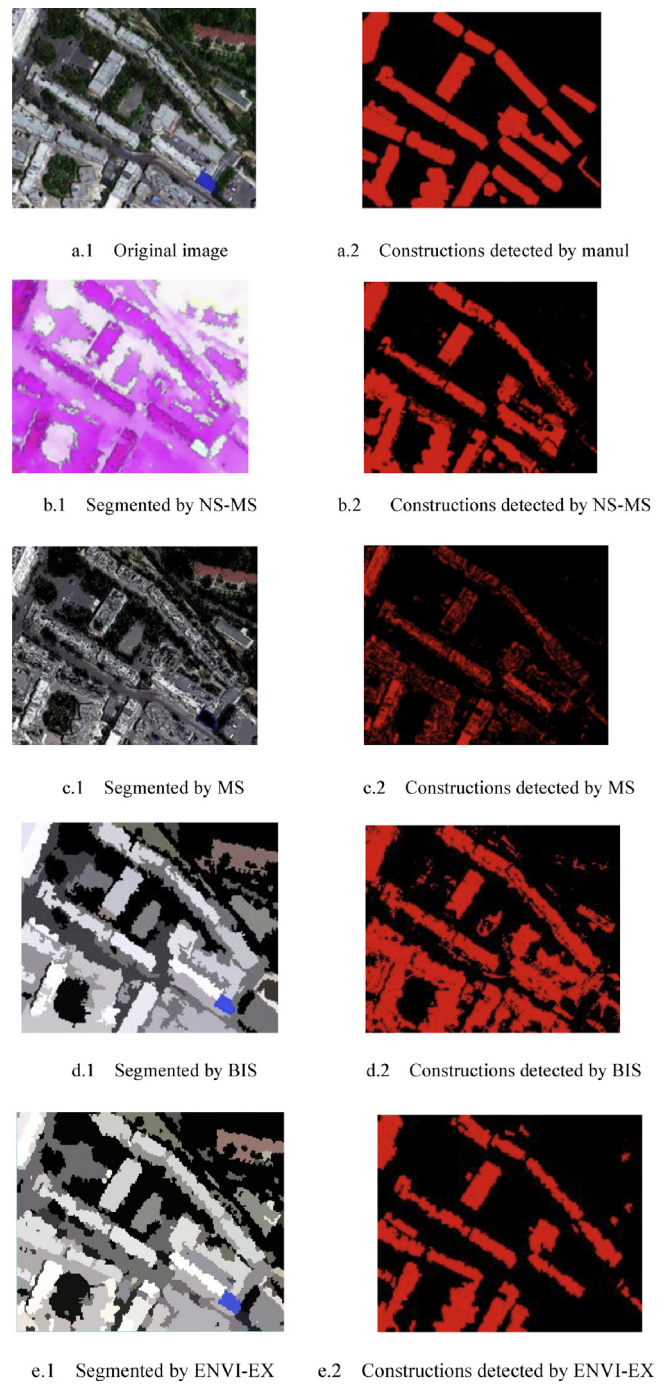 a.1 Original image
a.2 Constructions detected by manul
b.1 Segmented by NS-MS
b.2 Constructions detected by NS-MS
c.1 Segmented by MS
c.2 Constructions detected by MS
d.1 Segmented by BIS
d.2 Constructions detected by BIS
e.1 Segmented by ENVI-EX
e.2 Constructions detected by ENVI-EX